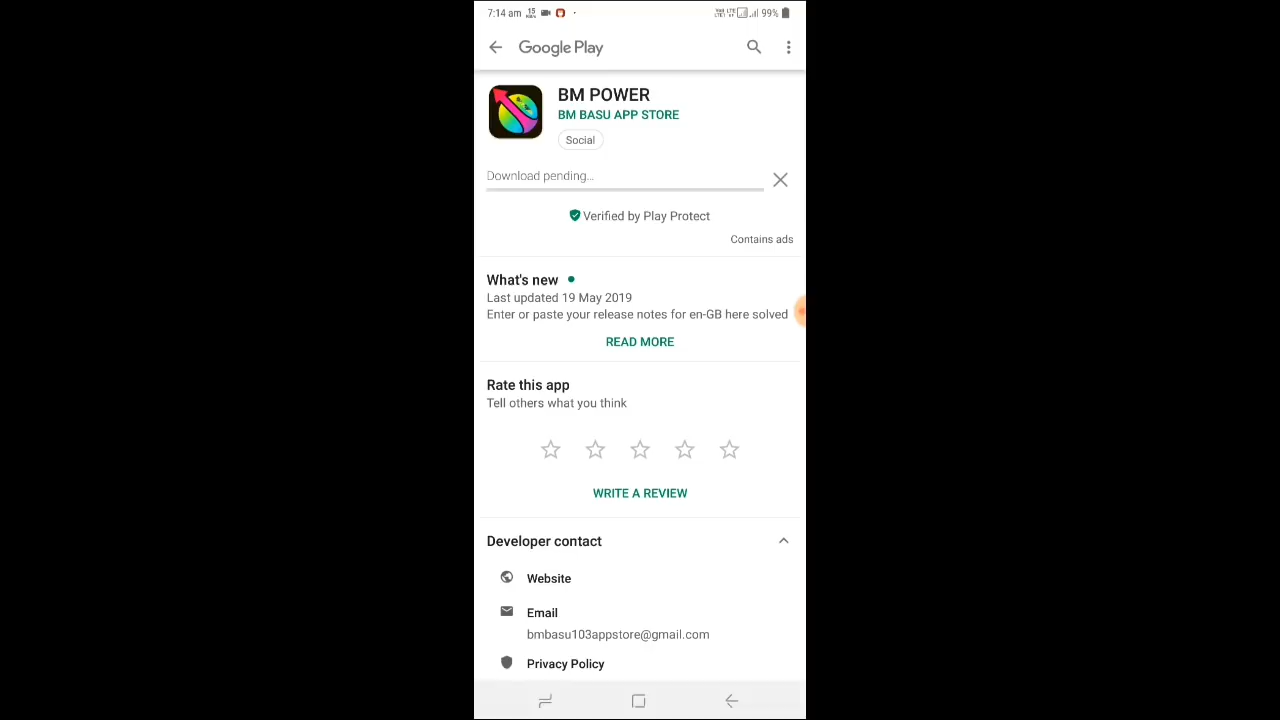 7:14 am 15 99%
Google Play
BM POWER
BM BASU APP STORE
Social
Download pending...
Verified by Play Protect
Contains ads
What's new
Last updated 19 May 2019
Enter or paste your release notes for en-GB here solved
READ MORE
Rate this app
Tell others what you think
WRITE A REVIEW
Developer contact
Website
Email
bmbasu103appstore@gmail.com
Privacy Policy